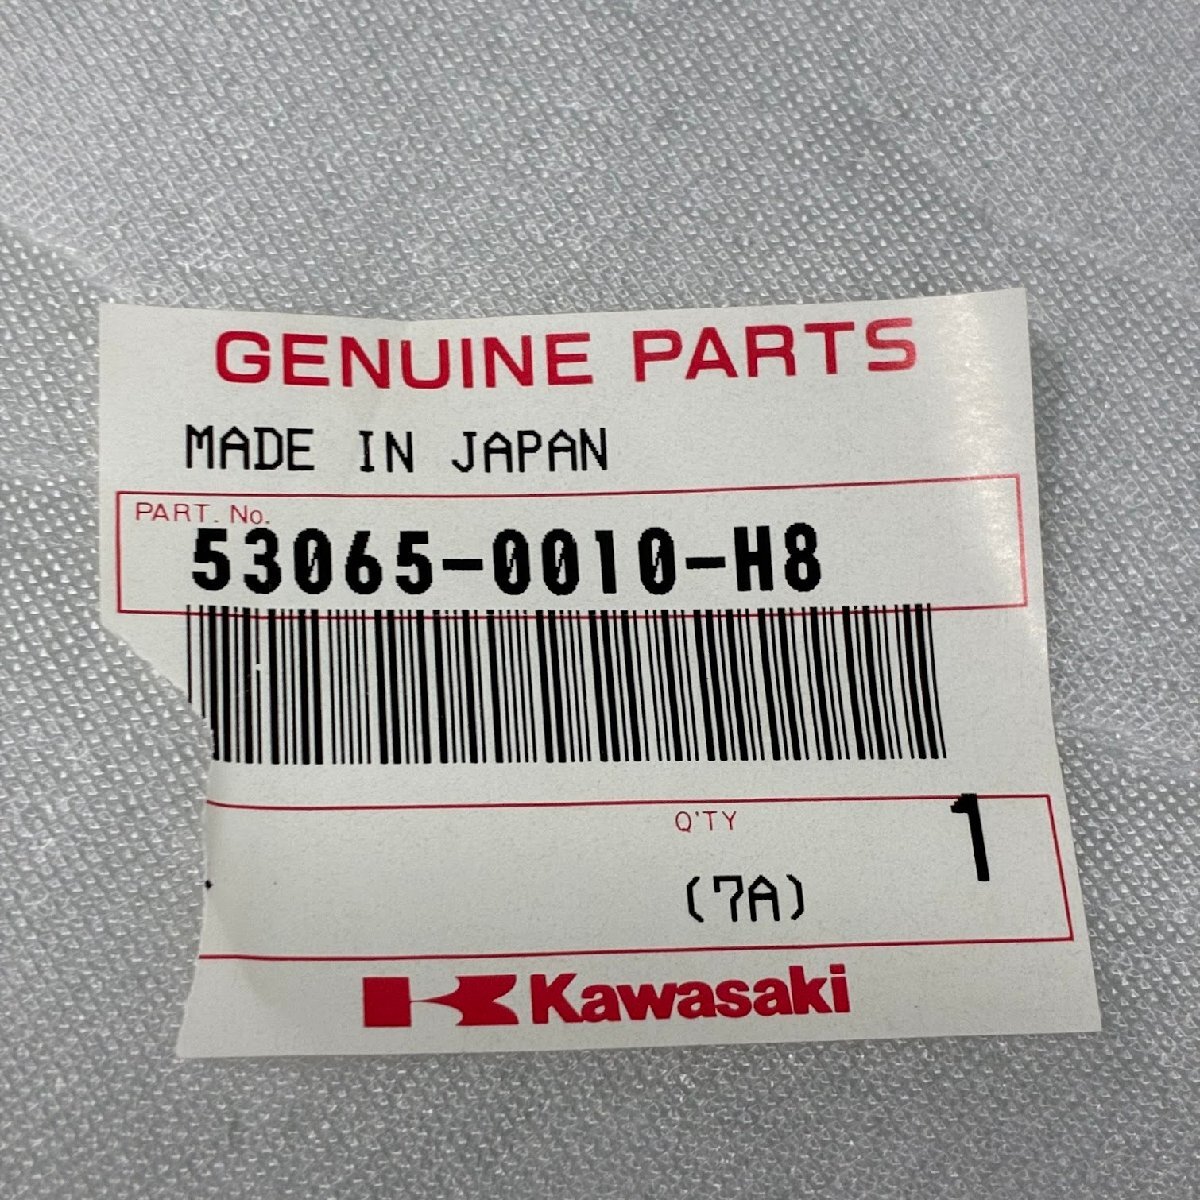 GENUINE PARTS
MADE IN JAPAN
PART. No.
53065-0010-H8
Q'TY 1
(7A)
Kawasaki